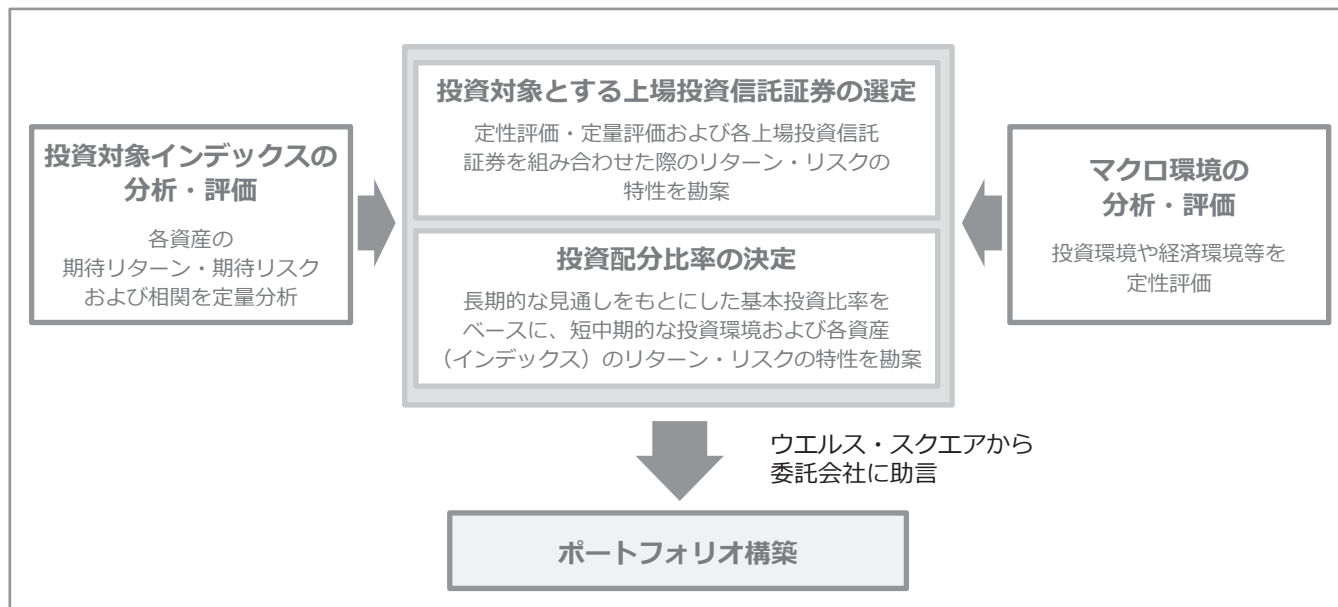 投資対象インデックスの
分析・評価
各資産の
期待リターン・期待リスク
および相関を定量分析
投資対象とする上場投資信託証券の選定
定性評価・定量評価および各上場投資信託
証券を組み合わせた際のリターン・リスクの
特性を勘案
投資配分比率の決定
長期的な見通しをもとにした基本投資比率を
ベースに、短中期的な投資環境および各資産
（インデックス）のリターン・リスクの特性を勘案
マクロ環境の
分析・評価
投資環境や経済環境等を
定性評価
ウエルス・スクエアから
委託会社に助言
ポートフォリオ構築